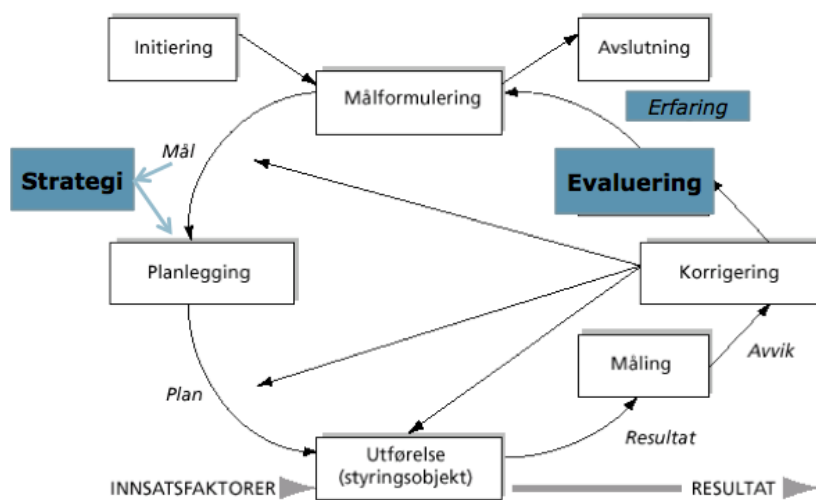 Initiering
Avslutning
Målformulering
Erfaring
Mål
Strategi
Evaluering
Planlegging
Korrigering
Måling
Avvik
Plan
Resultat
Utførelse
(styringsobjekt)
INNSATSFAKTORER
RESULTAT